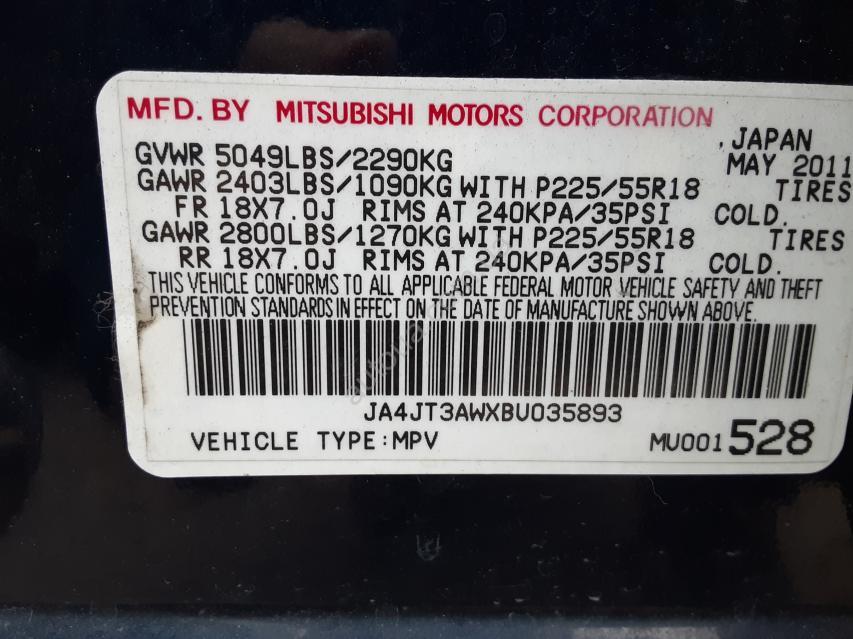 MFD. BY MITSUBISHI MOTORS CORPORATION
, JAPAN
GVWR 5049LBS/2290KG MAY 2011
GAWR 2403LBS/1090KG WITH P225/55R18 TIRES
FR 18X7.0J RIMS AT 240KPA/35PSI COLD.
GAWR 2800LBS/1270KG WITH P225/55R18 TIRES
RR 18X7.0J RIMS AT 240KPA/35PSI COLD.
THIS VEHICLE CONFORMS TO ALL APPLICABLE FEDERAL MOTOR VEHICLE SAFETY AND THEFT
PREVENTION STANDARDS IN EFFECT ON THE DATE OF MANUFACTURE SHOWN ABOVE.
JA4JT3AWXBU035893
VEHICLE TYPE:MPV MU001528